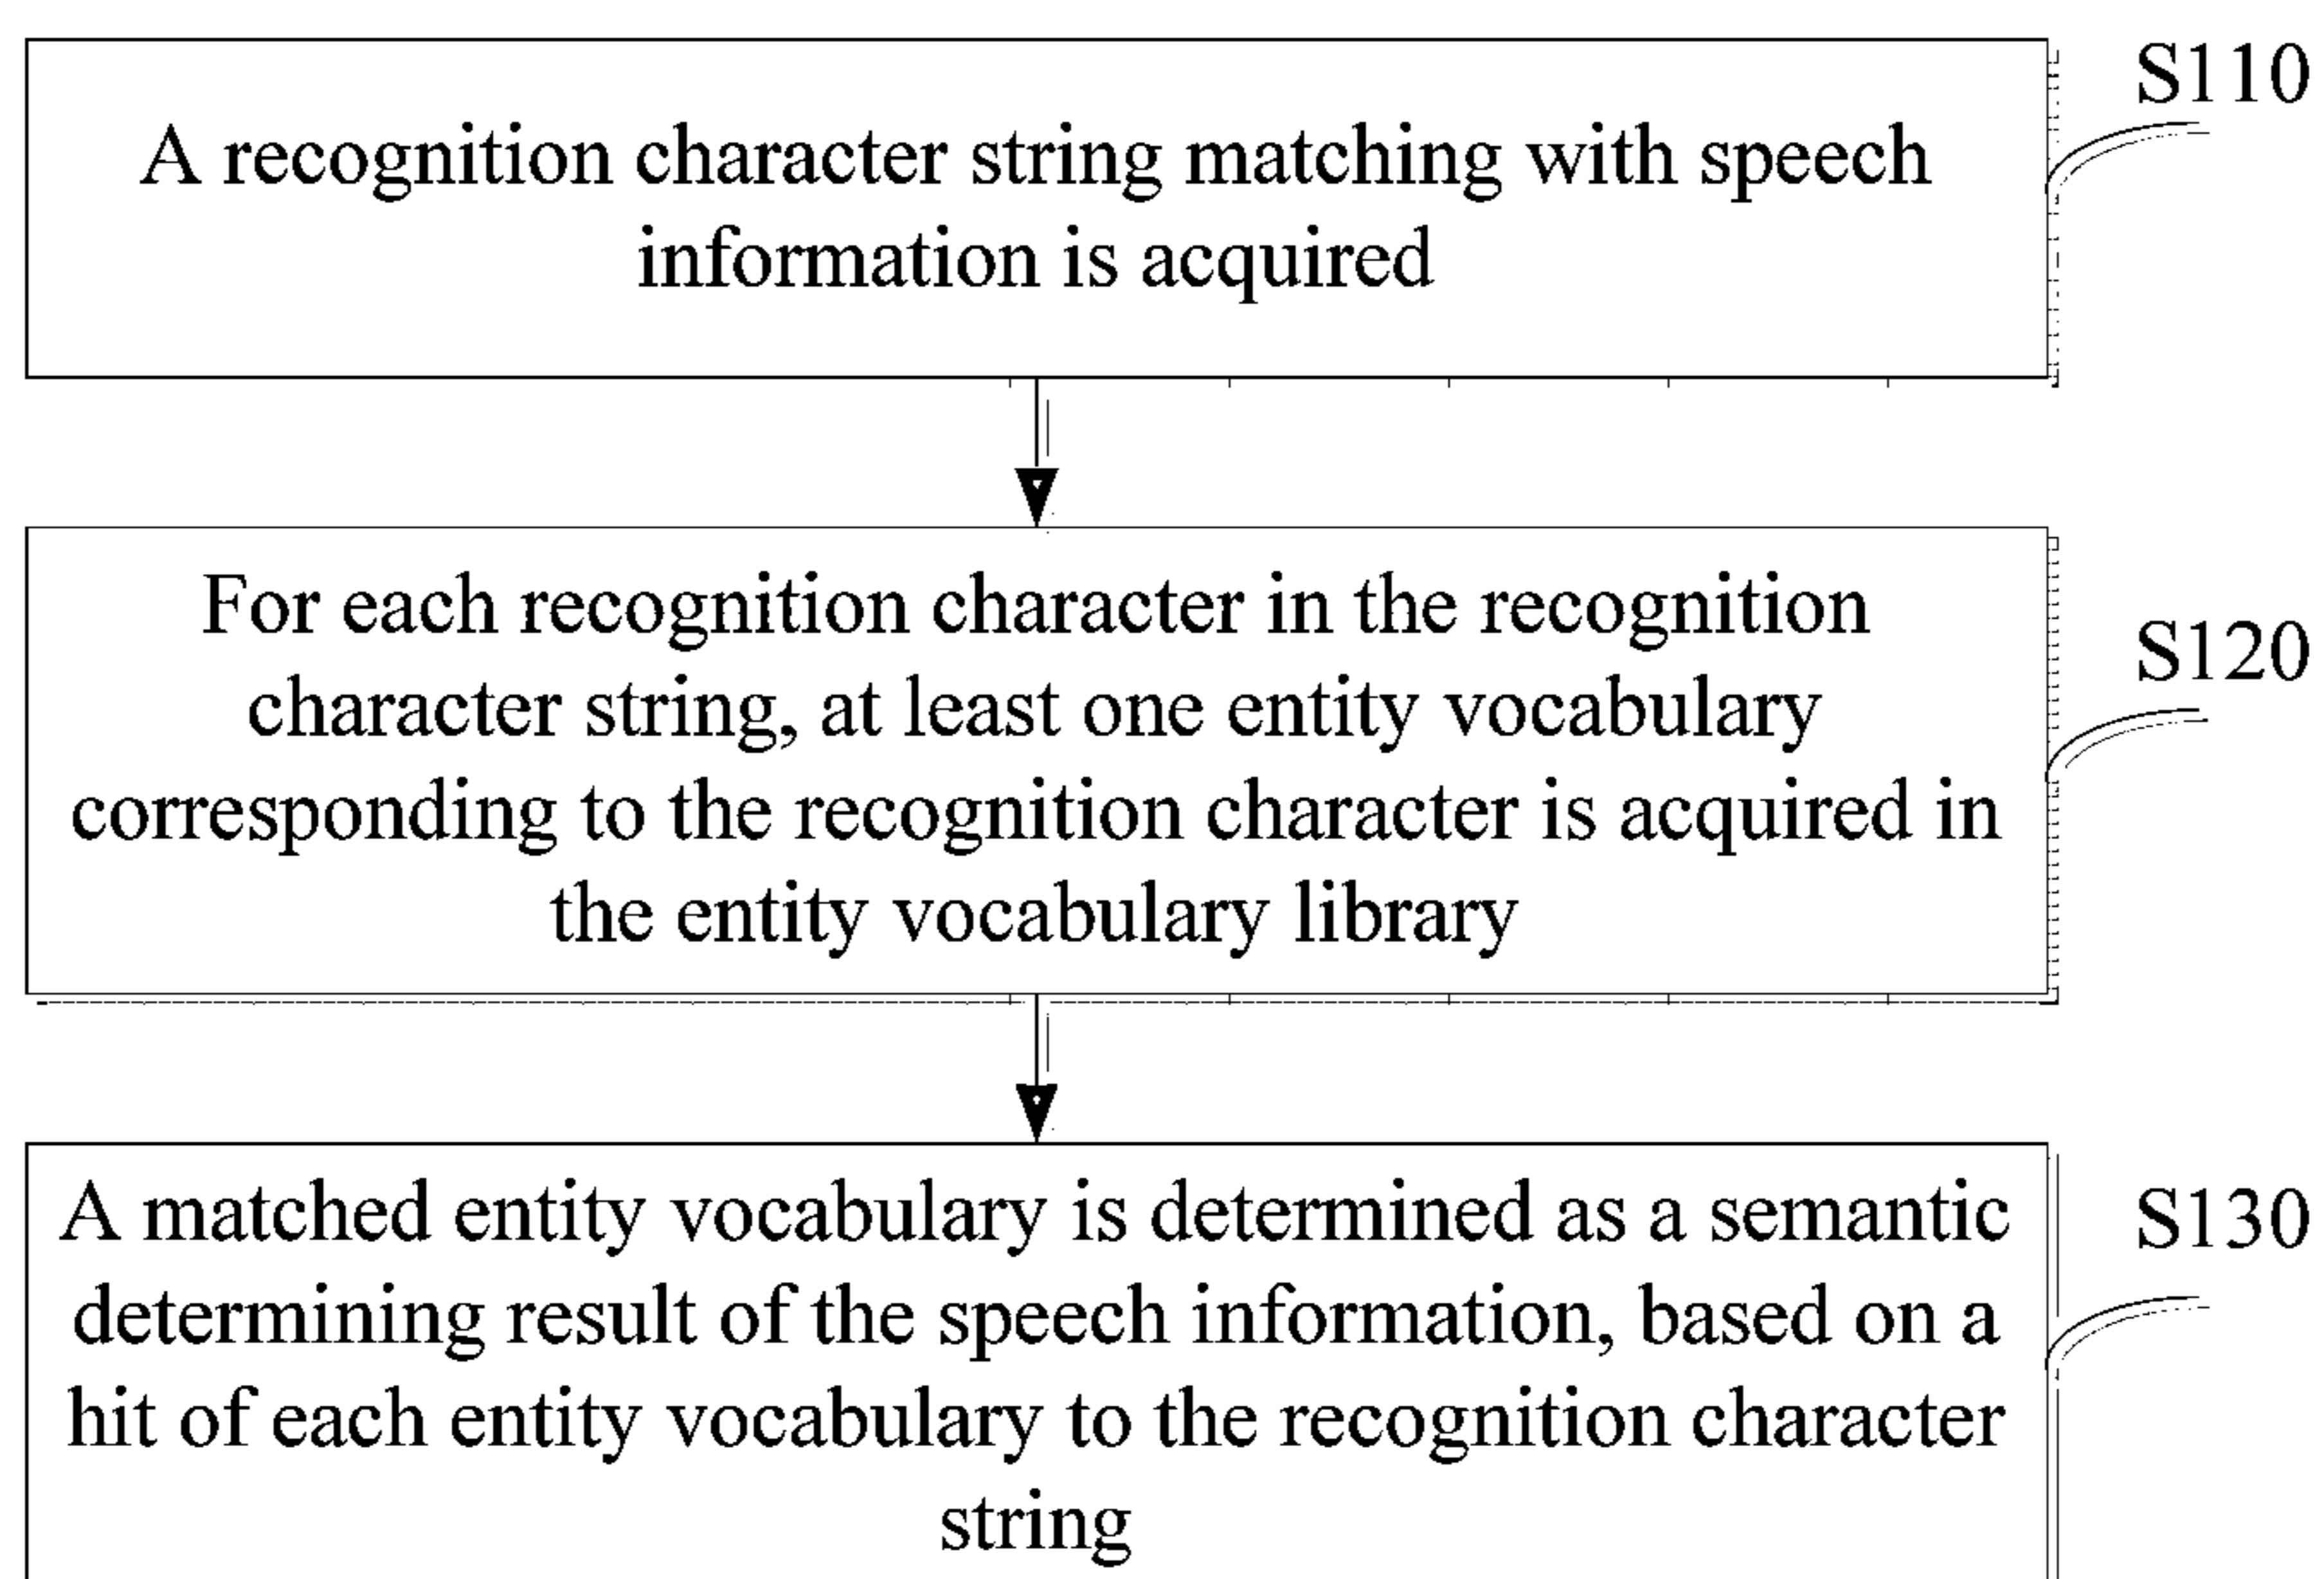 S110
A recognition character string matching with speech
information is acquired
For each recognition character in the recognition
character string, at least one entity vocabulary
corresponding to the recognition character is acquired in
the entity vocabulary library
S120
A matched entity vocabulary is determined as a semantic
determining result of the speech information, based on a
hit of each entity vocabulary to the recognition character
string
S130